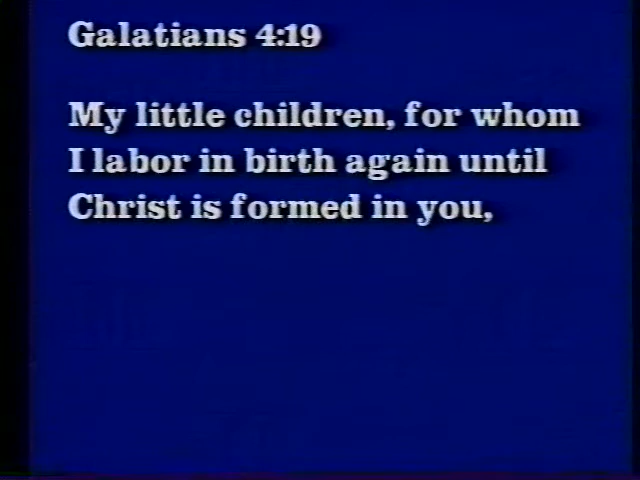 Galatians 4:19
My little children, for whom
I labor in birth again until
Christ is formed in you,